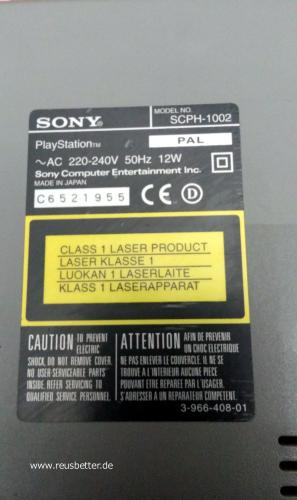 SONY
MODEL NO.
SCPH-1002
PlayStation™
PAL
～AC 220-240V 50Hz 12W
Sony Computer Entertainment Inc.
MADE IN JAPAN
C6521955
CE D
CLASS 1 LASER PRODUCT
LASER KLASSE 1
LUOKAN 1 LASERLAITE
KLASS 1 LASERAPPARAT
CAUTION TO PREVENT
ELECTRIC
SHOCK, DO NOT REMOVE COVER.
NO USER-SERVICEABLE PARTS
INSIDE. REFER SERVICING TO
QUALIFIED SERVICE PERSONNEL.
ATTENTION AFIN DE PREVENIR
UN CHOC ELECTRIQUE
NE PAS ENLEVER LE COUVERCLE. IL NE SE
TROUVE A L'INTERIEUR AUCUNE PIECE
POUVANT ETRE REPAREE PAR L'USAGER.
S'ADRESSER A UN REPARATEUR COMPETENT.
3-966-408-01
www.reusbetter.de